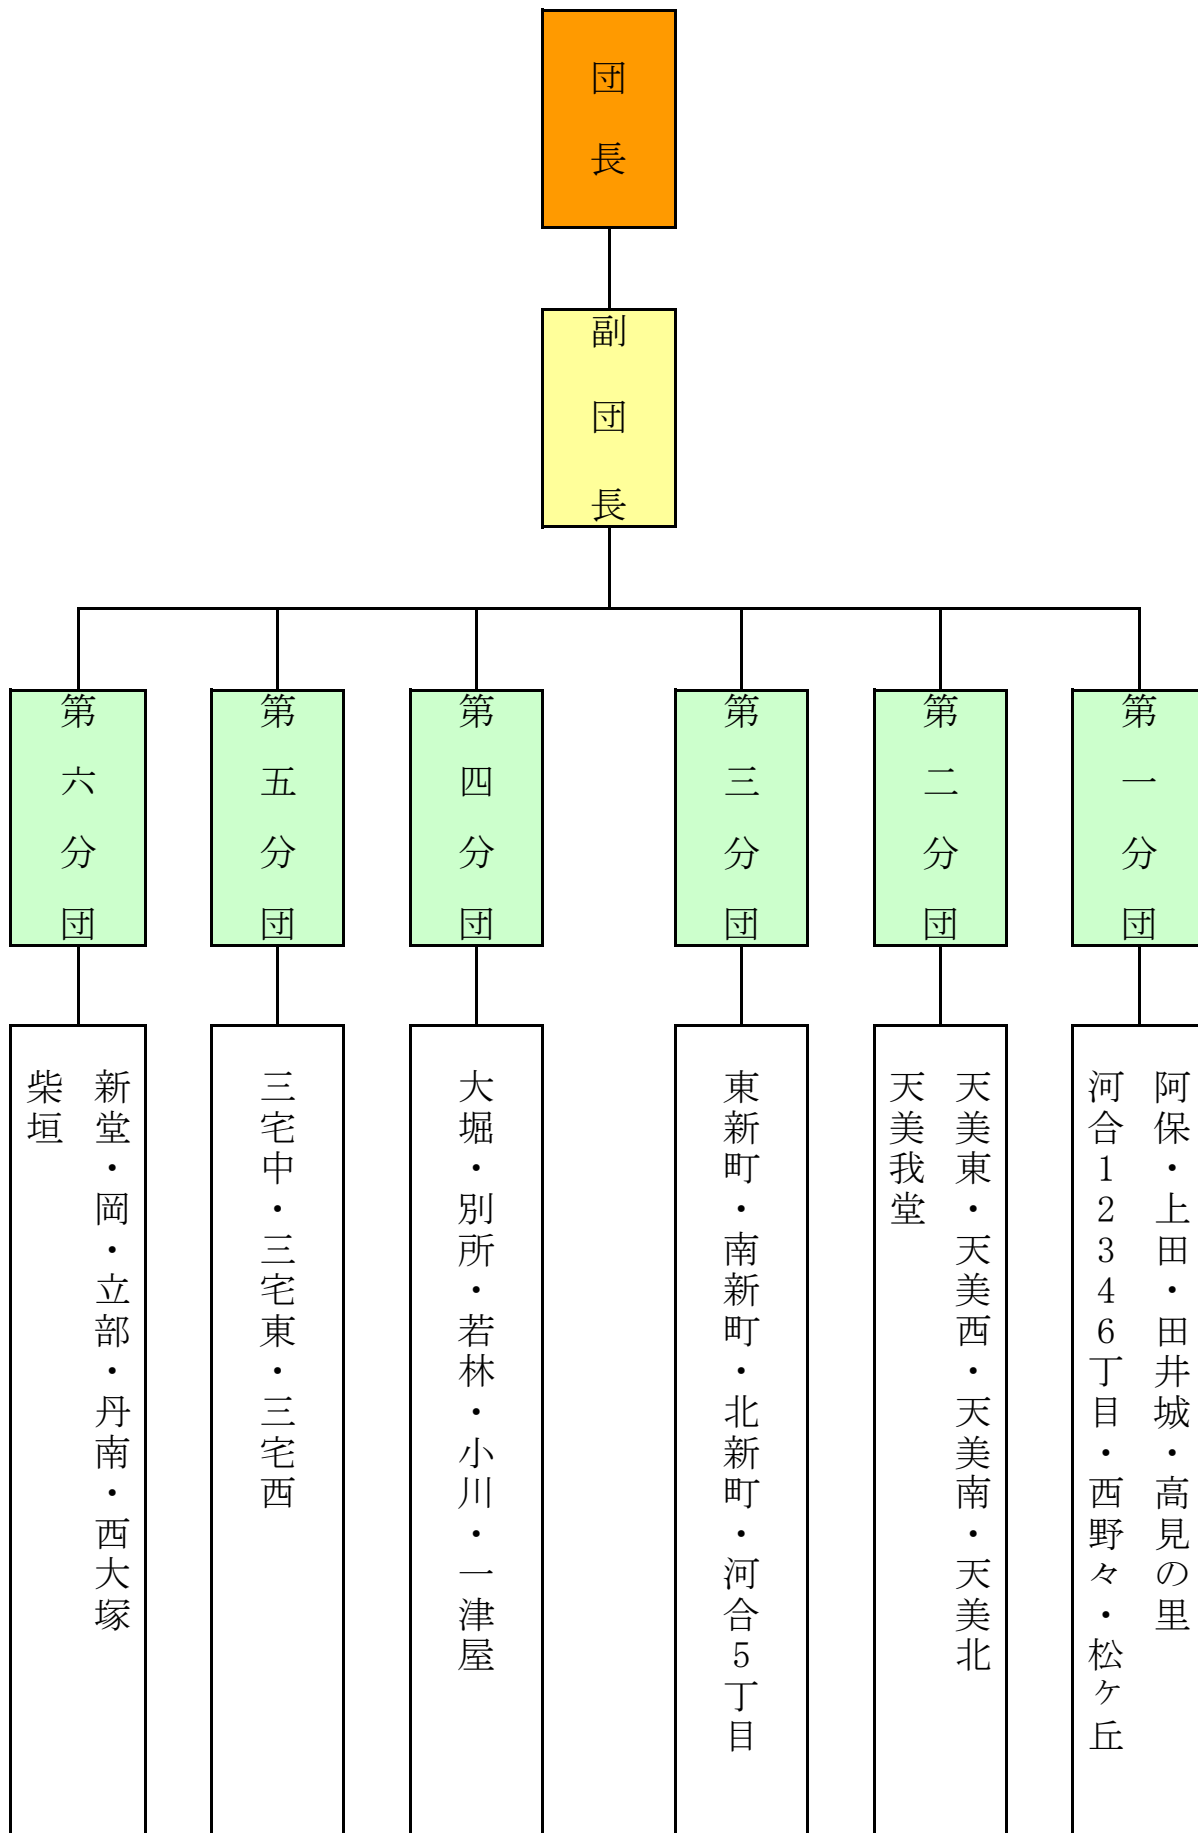 団長
副団長
第一分団
第二分団
第三分団
第四分団
第五分団
第六分団
阿保・上田・田井城・高見の里
河合12346丁目・西野々・松ケ丘
天美東・天美西・天美南・天美北
天美我堂
東新町・南新町・北新町・河合5丁目
大堀・別所・若林・小川・一津屋
三宅中・三宅東・三宅西
新堂・岡・立部・丹南・西大塚
柴垣